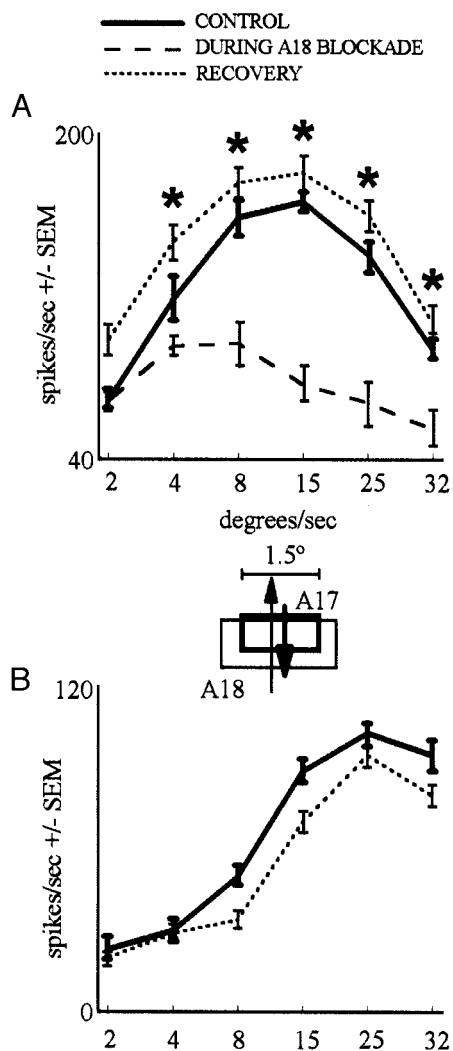 CONTROL
DURING A18 BLOCKADE
RECOVERY
A
200
* * * * * *
spikes/sec +/- SEM
40
2 4 8 15 25 32
degrees/sec
1.5°
A17
A18
B
120
spikes/sec +/- SEM
0
2 4 8 15 25 32